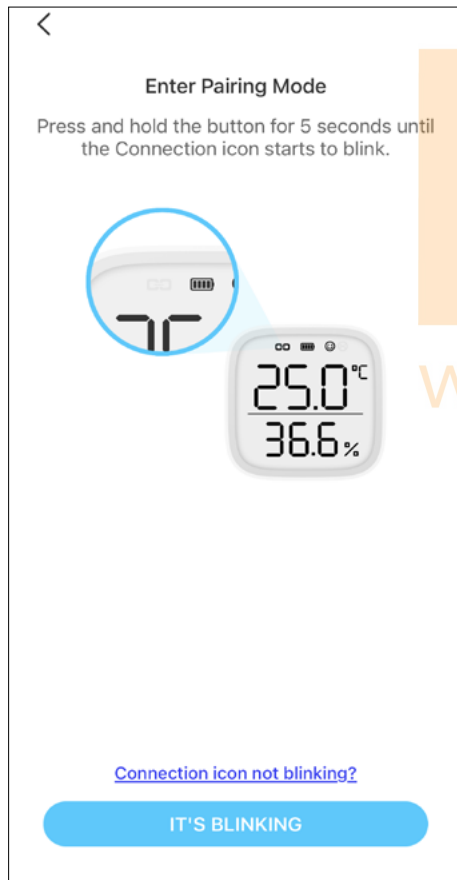 Enter Pairing Mode
Press and hold the button for 5 seconds until
the Connection icon starts to blink.
25.0°C
36.6%
W
Connection icon not blinking?
IT'S BLINKING